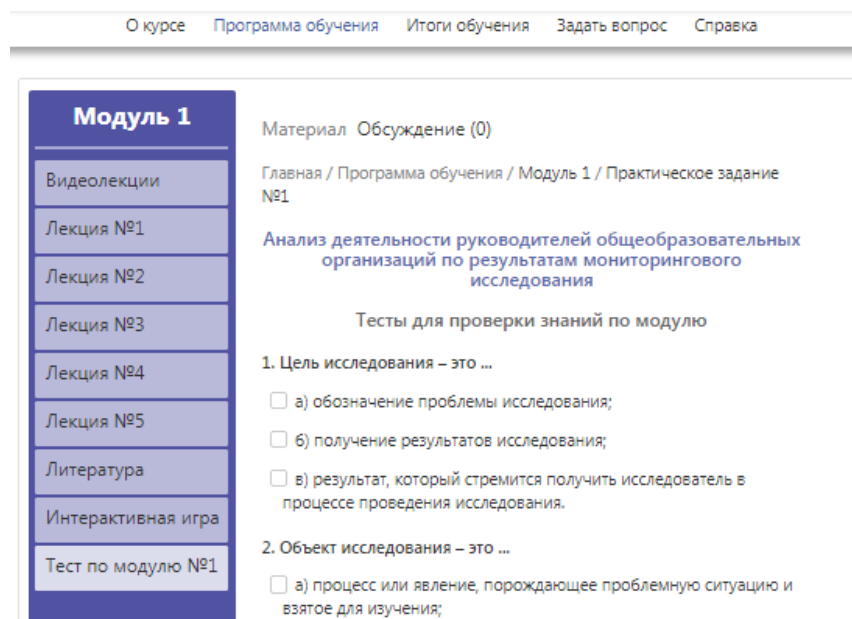 О курсе Программа обучения Итоги обучения Задать вопрос Справка
Модуль 1
Видеолекции
Лекция №1
Лекция №2
Лекция №3
Лекция №4
Лекция №5
Литература
Интерактивная игра
Тест по модулю №1
Материал Обсуждение (0)
Главная / Программа обучения / Модуль 1 / Практическое задание
№1
Анализ деятельности руководителей общеобразовательных
организаций по результатам мониторингового
исследования
Тесты для проверки знаний по модулю
1. Цель исследования – это ...
а) обозначение проблемы исследования;
б) получение результатов исследования;
в) результат, который стремится получить исследователь в
процессе проведения исследования.
2. Объект исследования – это ...
а) процесс или явление, порождающее проблемную ситуацию и
взятое для изучения;